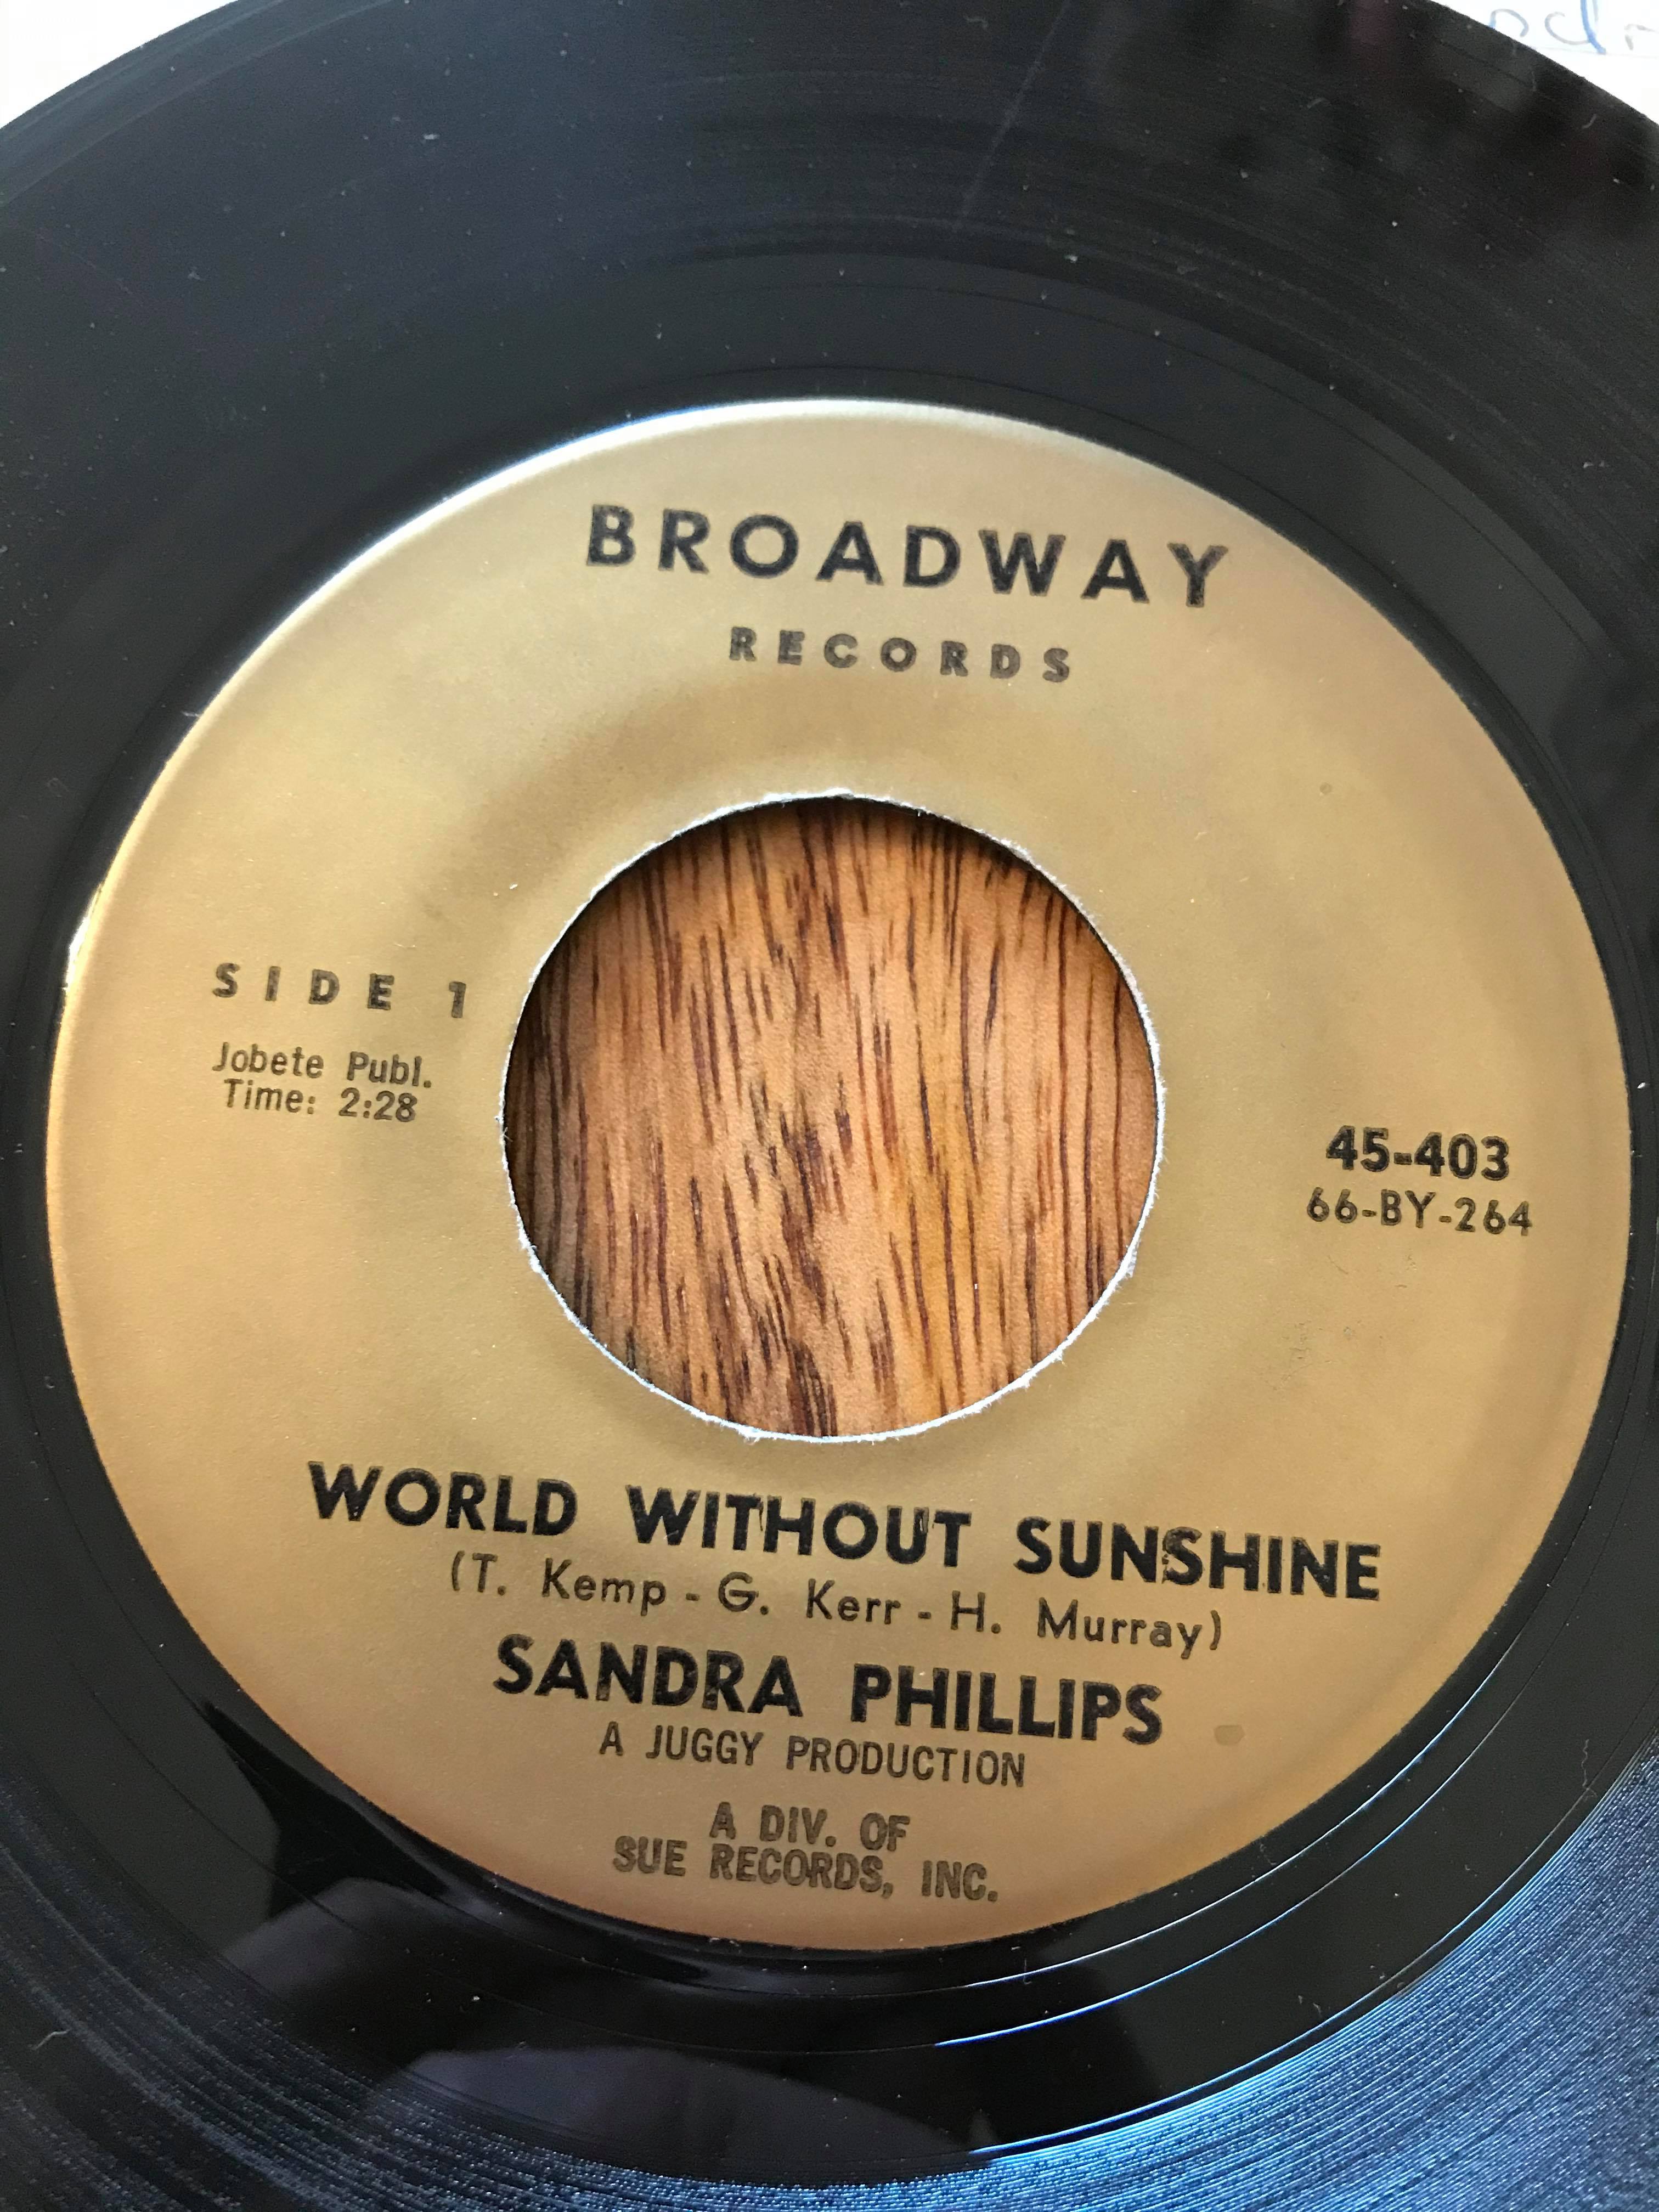 BROADWAY
RECORDS
SIDE 1
Jobete Publ.
Time: 2:28
45-403
66-BY-264
WORLD WITHOUT SUNSHINE
(T. Kemp - G. Kerr - H. Murray)
SANDRA PHILLIPS
A JUGGY PRODUCTION
A DIV. OF
SUE RECORDS, INC.